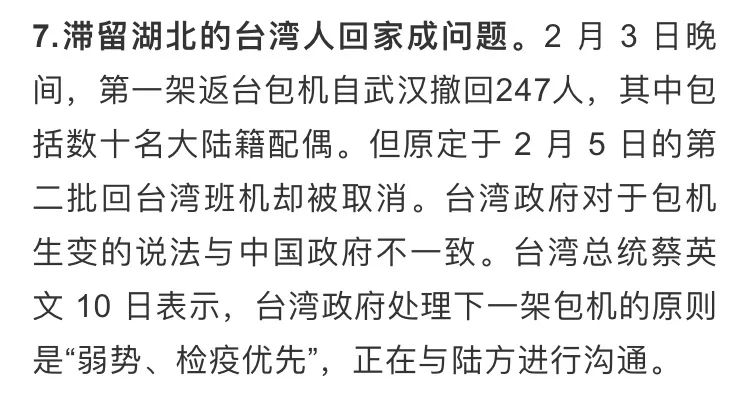 7.滞留湖北的台湾人回家成问题。2 月 3 日晚
间，第一架返台包机自武汉撤回247人，其中包
括数十名大陆籍配偶。但原定于 2 月 5 日的第
二批回台湾班机却被取消。台湾政府对于包机
生变的说法与中国政府不一致。台湾总统蔡英
文 10 日表示，台湾政府处理下一架包机的原则
是“弱势、检疫优先”，正在与陆方进行沟通。